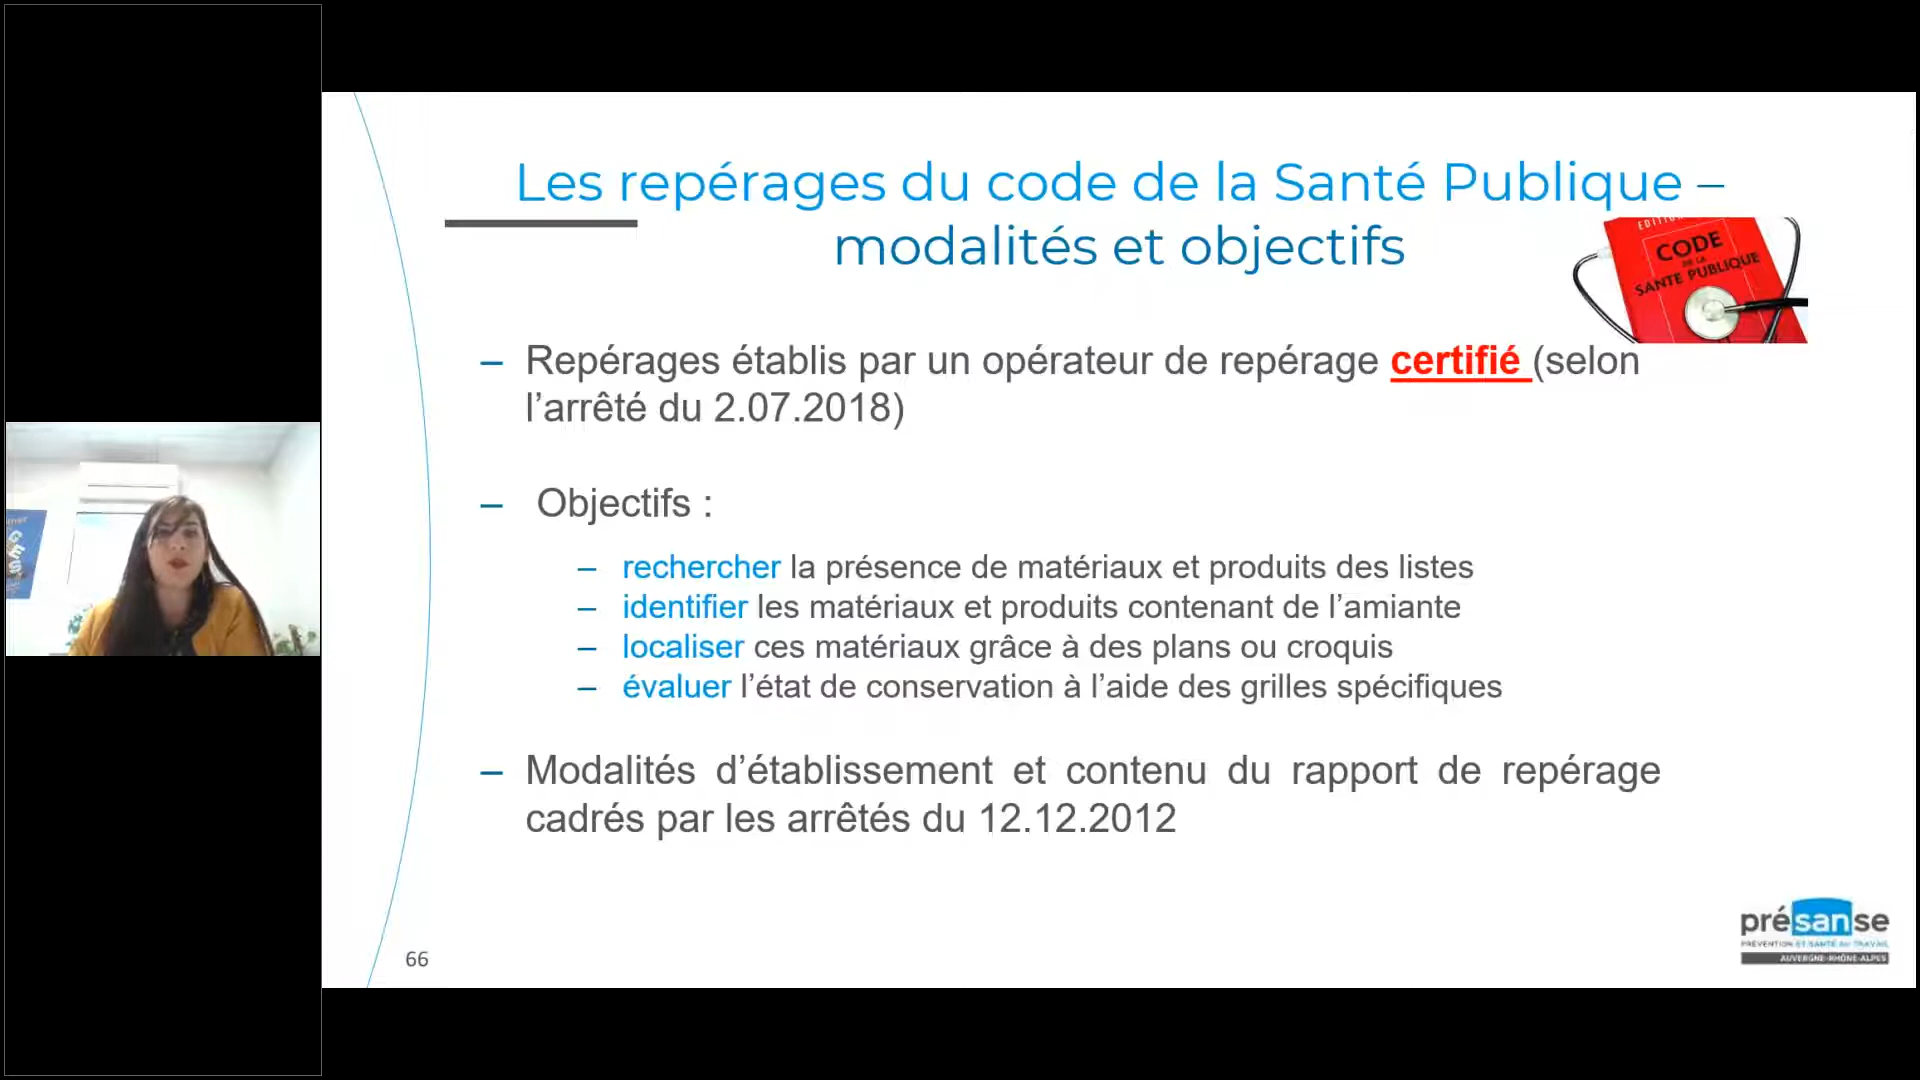 Les repérages du code de la Santé Publique –
modalités et objectifs
CODE
DE LA
SANTE PUBLIQUE
– Repérages établis par un opérateur de repérage certifié (selon
l’arrêté du 2.07.2018)
– Objectifs :
– rechercher la présence de matériaux et produits des listes
– identifier les matériaux et produits contenant de l’amiante
– localiser ces matériaux grâce à des plans ou croquis
– évaluer l’état de conservation à l’aide des grilles spécifiques
– Modalités d’établissement et contenu du rapport de repérage
cadrés par les arrêtés du 12.12.2012
66
présanse
PRÉVENTION ET SANTÉ AU TRAVAIL
AUVERGNE-RHÔNE-ALPES